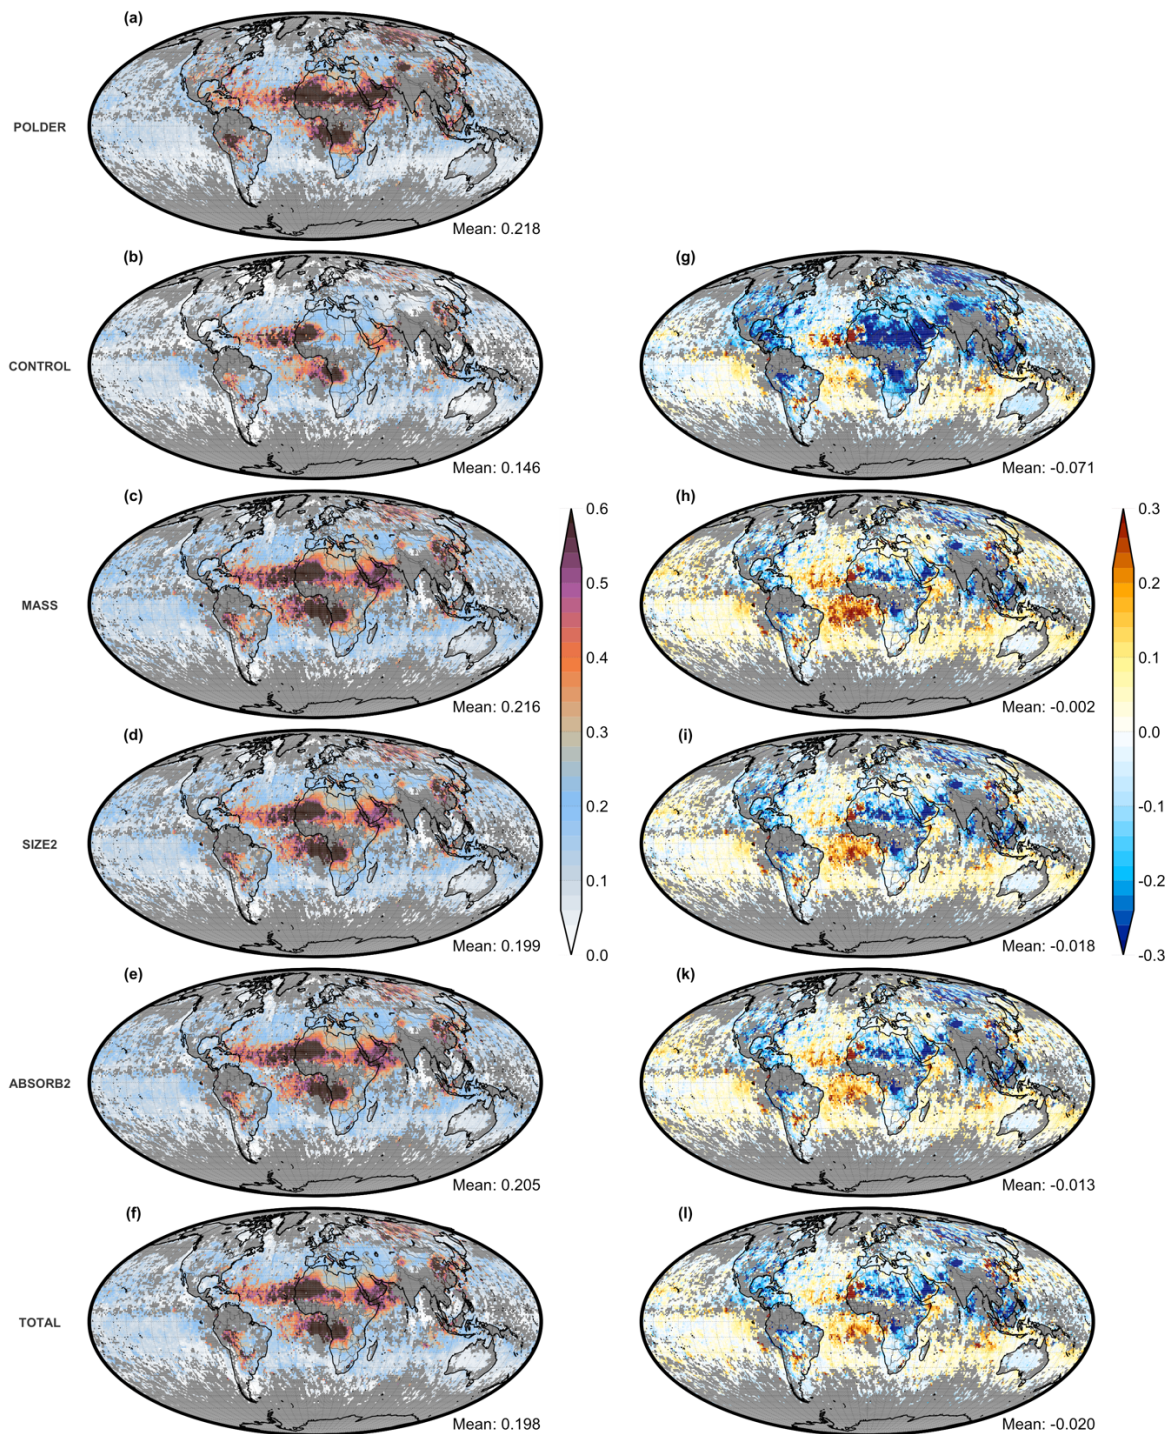 (a)
POLDER
Mean: 0.218
(b) (g)
CONTROL
Mean: 0.146 Mean: -0.071
(c) (h)
0.6 0.3
0.5 0.2
MASS
0.4 0.1
Mean: 0.216 Mean: -0.002
(d) (i)
0.3 0.0
0.2 -0.1
SIZE2
0.1 -0.2
Mean: 0.199 Mean: -0.018
0.0 -0.3
(e) (k)
ABSORB2
Mean: 0.205 Mean: -0.013
(f) (l)
TOTAL
Mean: 0.198 Mean: -0.020